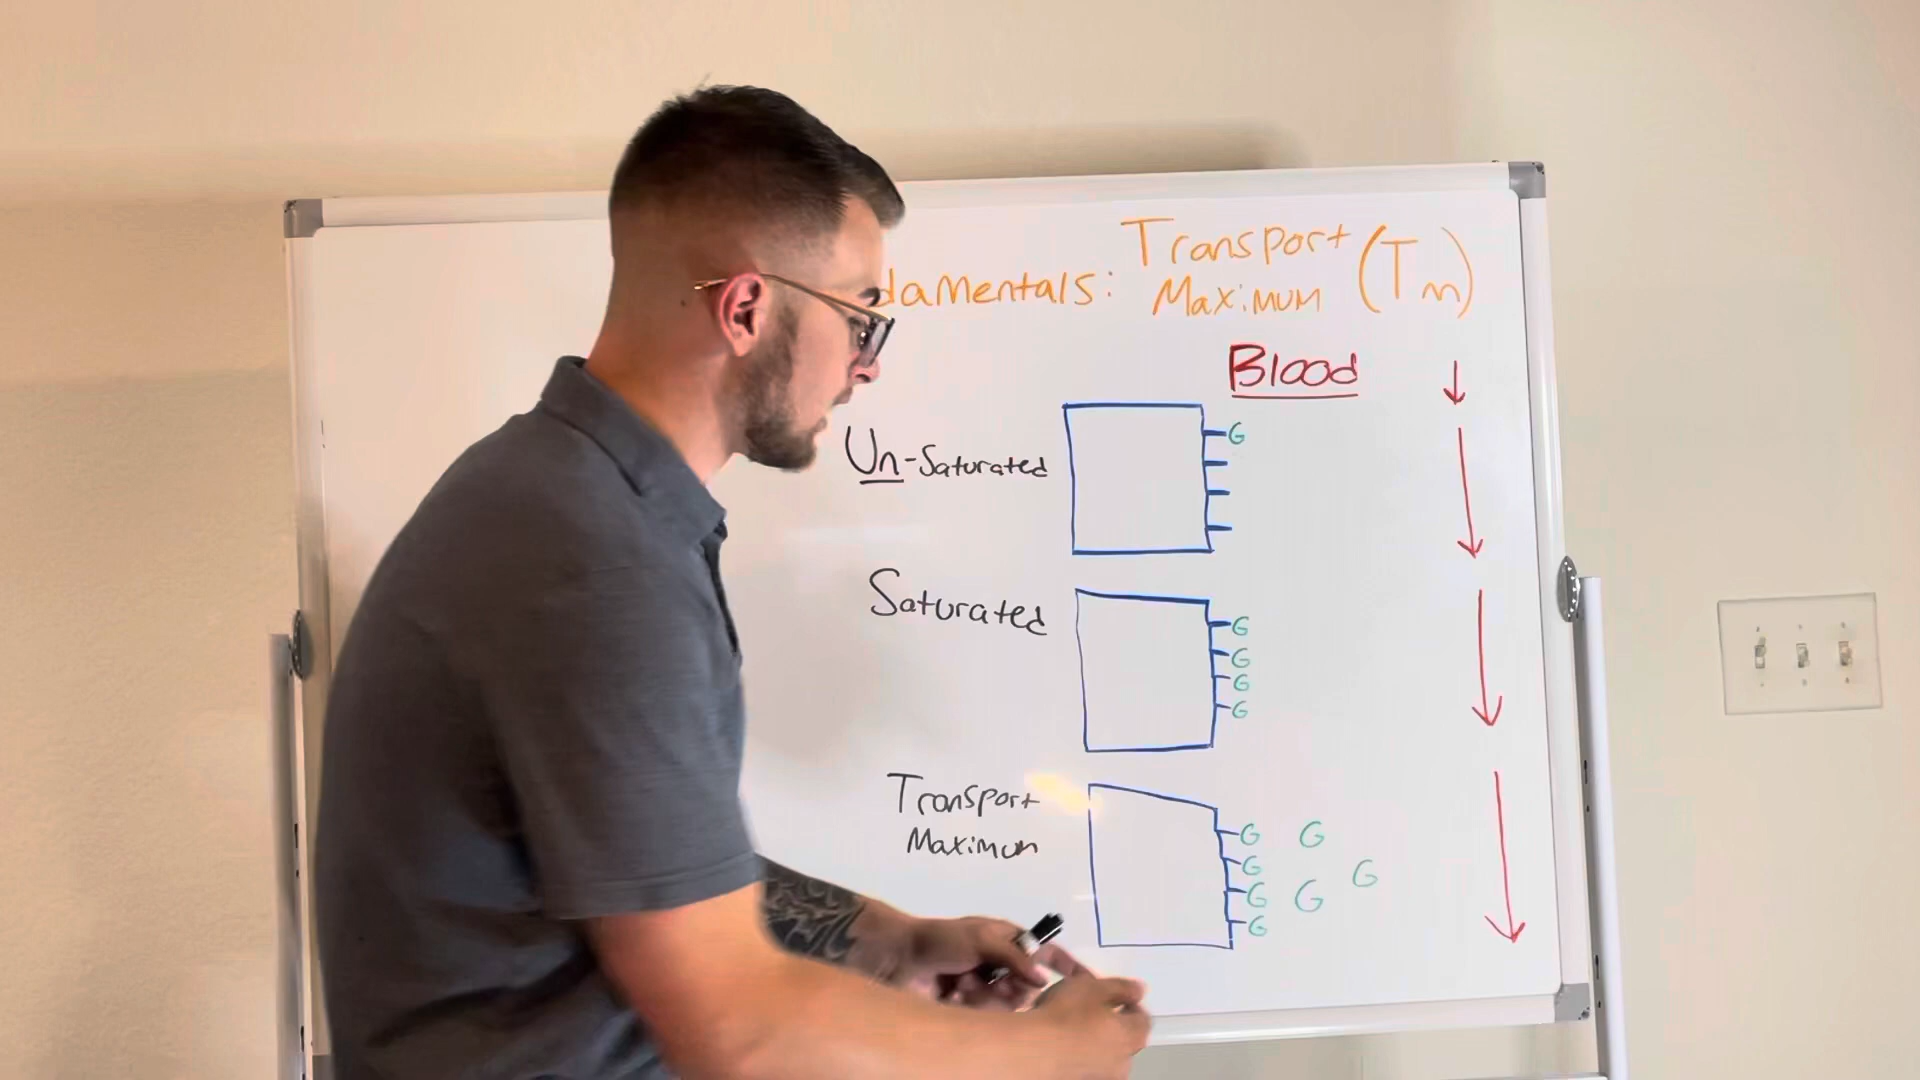 damentals: Transport
Maximum (Tm)
Blood
Un-Saturated
G
Saturated
G
G
G
G
Transport
Maximum
G G
G G
G G
G